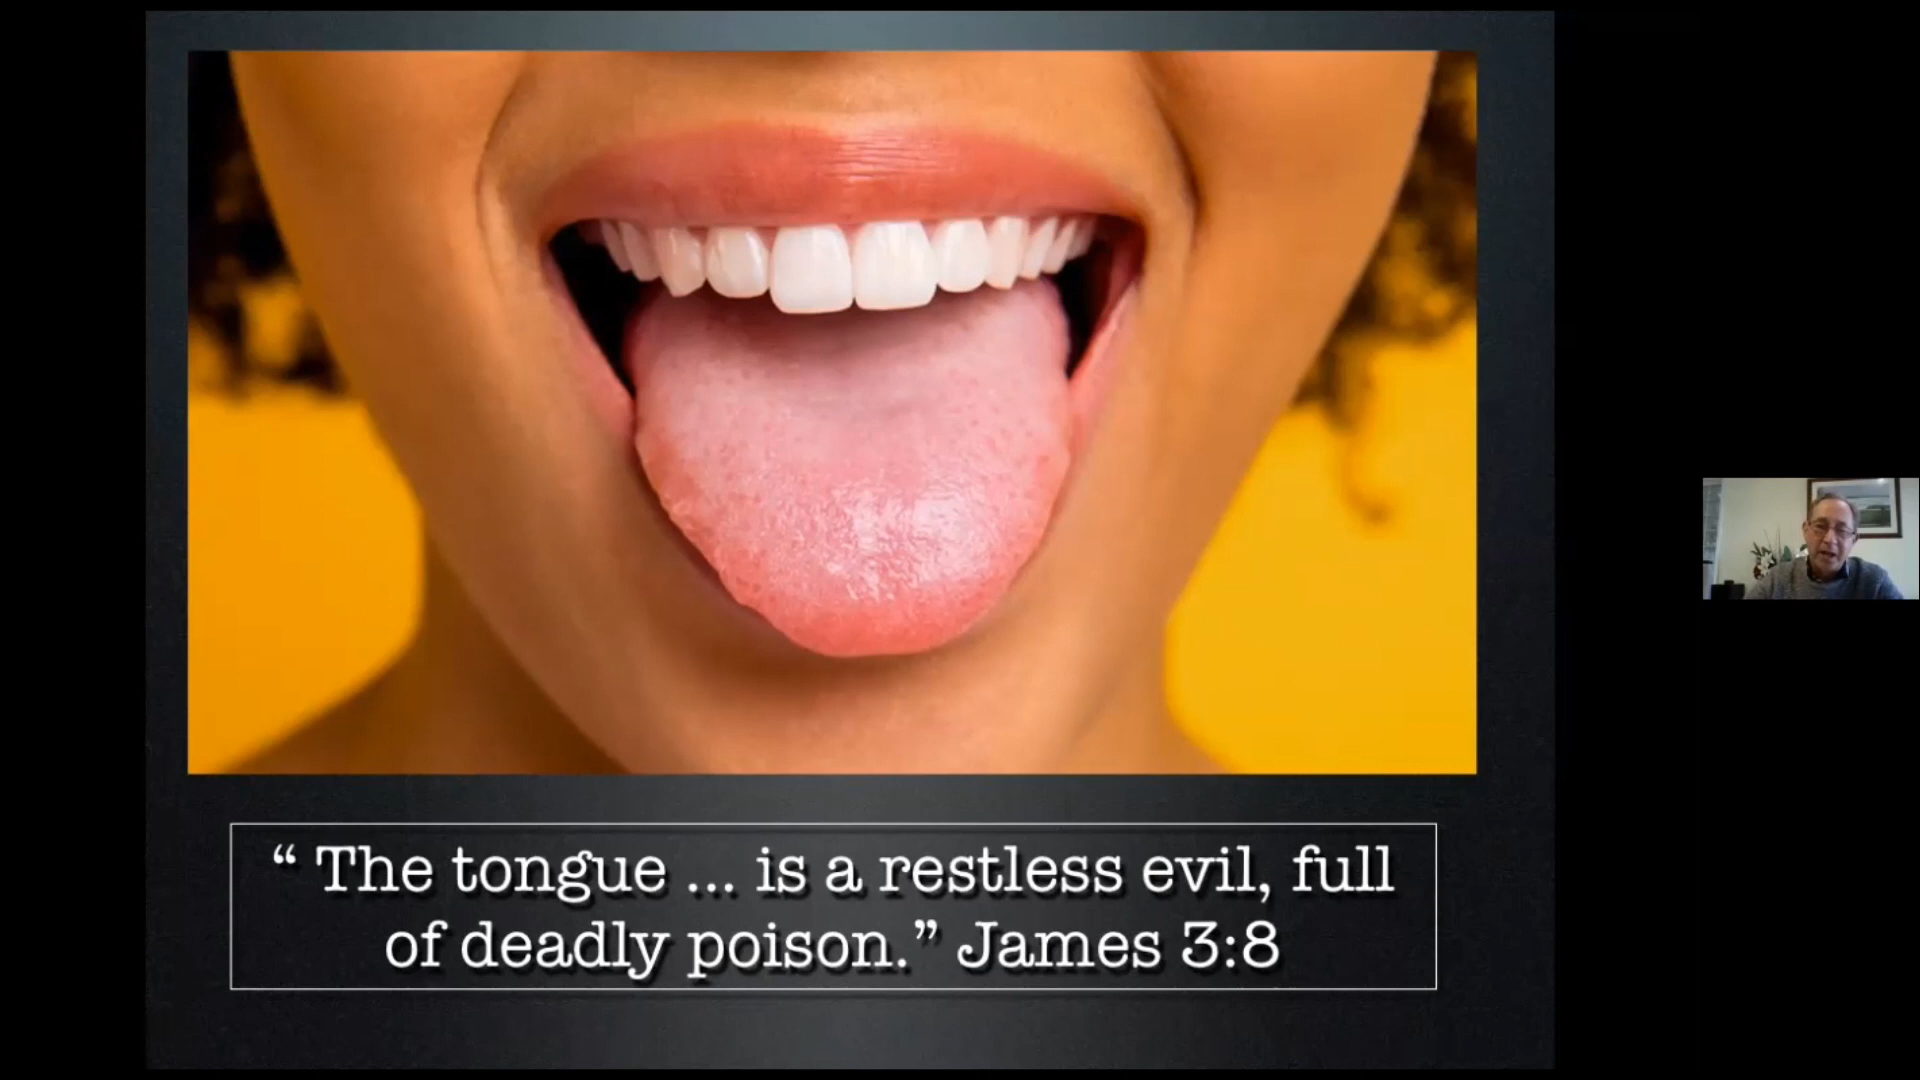 “ The tongue ... is a restless evil, full
of deadly poison.” James 3:8